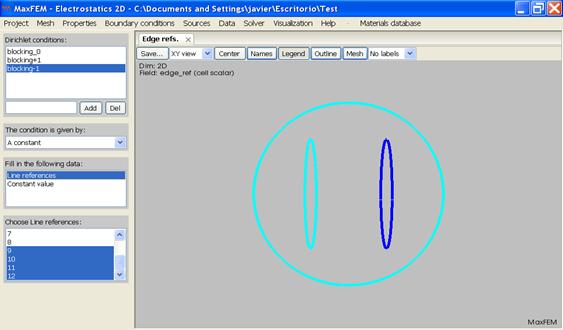 MaxFEM - Electrostatics 2D - C:\Documents and Settings\javier\Escritorio\Test
Project Mesh Properties Boundary conditions Sources Data Solver Visualization Help - Materials database
Dirichlet conditions:
blocking_0
blocking+1
blocking-1
Add Del
The condition is given by:
A constant
Fill in the following data:
Line references
Constant value
Choose Line references:
7
8
9
10
11
12
Edge refs. ×
Save... XY view Center Names Legend Outline Mesh No labels
Dim: 2D
Field: edge_ref (cell scalar)
MaxFEM